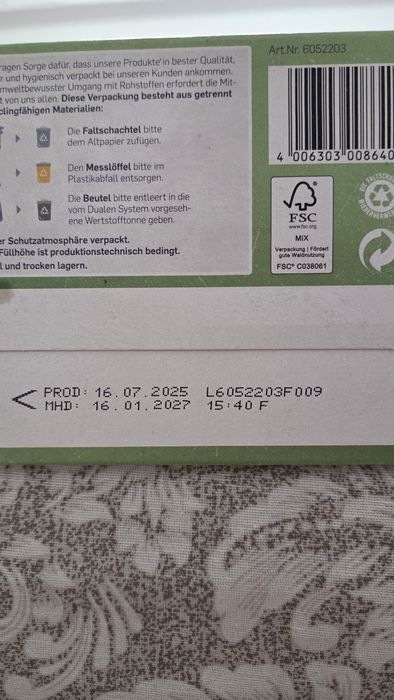 Art.Nr. 6052203
ragen Sorge dafür, dass unsere Produkte in bester Qualität,
r und hygienisch verpackt bei unseren Kunden ankommen.
mweltbewusster Umgang mit Rohstoffen erfordert die Mit-
t von uns allen. Diese Verpackung besteht aus getrennt
clingfähigen Materialien:
Die Faltschachtel bitte
dem Altpapier zufügen.
Den Messlöffel bitte im
Plastikabfall entsorgen.
Die Beutel bitte entleert in die
vom Dualen System vorgeseh-
ene Wertstofftonne geben.
er Schutzatmosphäre verpackt.
Füllhöhe ist produktionstechnisch bedingt.
l und trocken lagern.
4 006303 008640
FSC
www.fsc.org
MIX
Verpackung | Fördert
gute Waldnutzung
FSC® C038061
PROD: 16.07.2025 L6052203F009
MHD: 16.01.2027 15:40 F